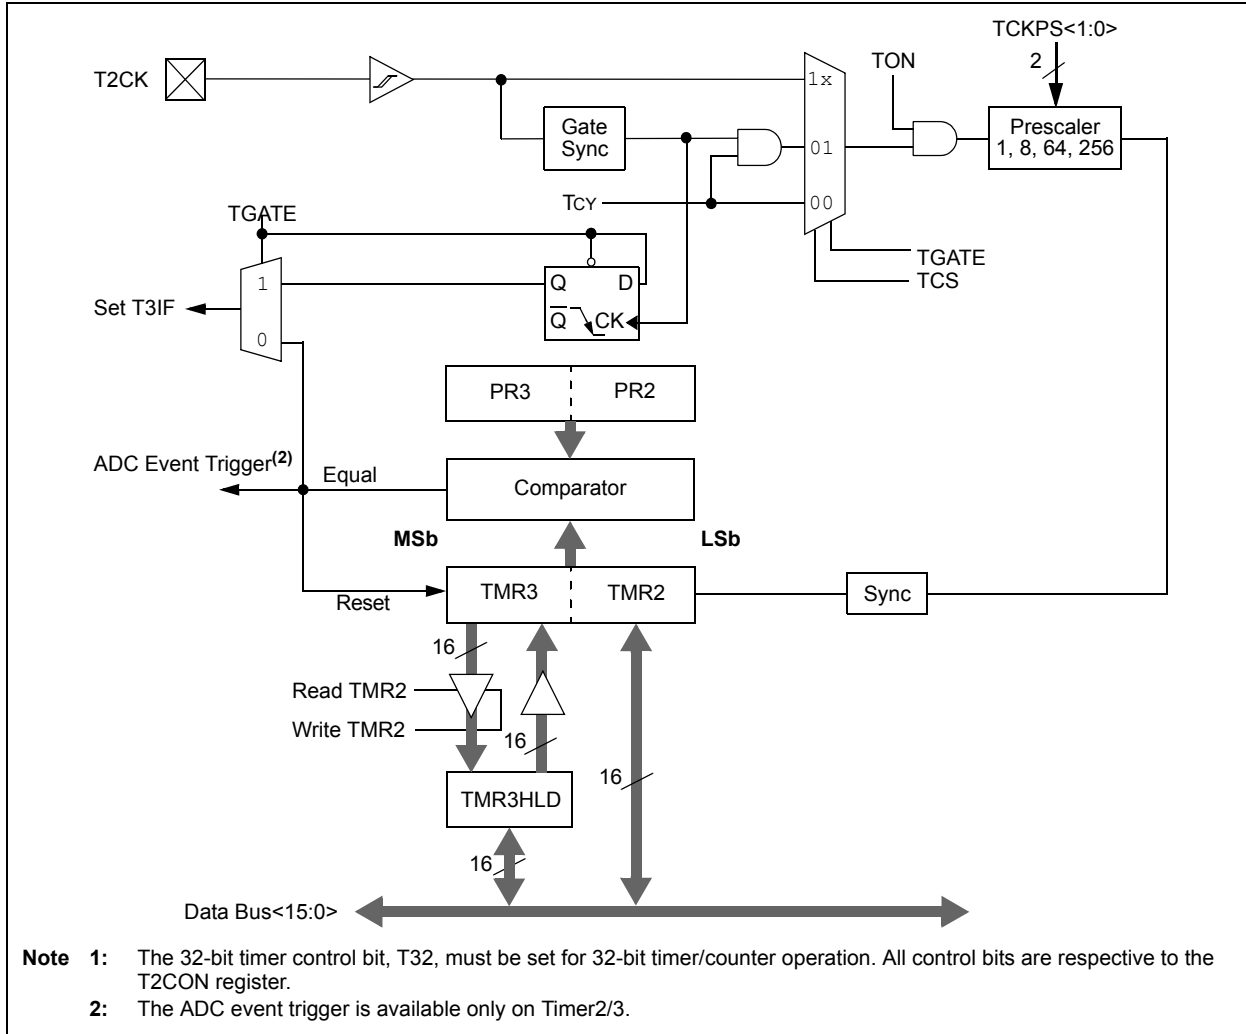 TCKPS<1:0>
T2CK
1x
TON
2
Gate
Sync
Prescaler
1, 8, 64, 256
01
TCY
00
TGATE
TGATE
TCS
1
Q
D
Set T3IF
Q
CK
0
PR3
PR2
ADC Event Trigger(2)
Equal
Comparator
MSb
LSb
TMR3
TMR2
Sync
Reset
16
Read TMR2
Write TMR2
16
16
TMR3HLD
16
Data Bus<15:0>
Note 1: The 32-bit timer control bit, T32, must be set for 32-bit timer/counter operation. All control bits are respective to the
T2CON register.
2: The ADC event trigger is available only on Timer2/3.